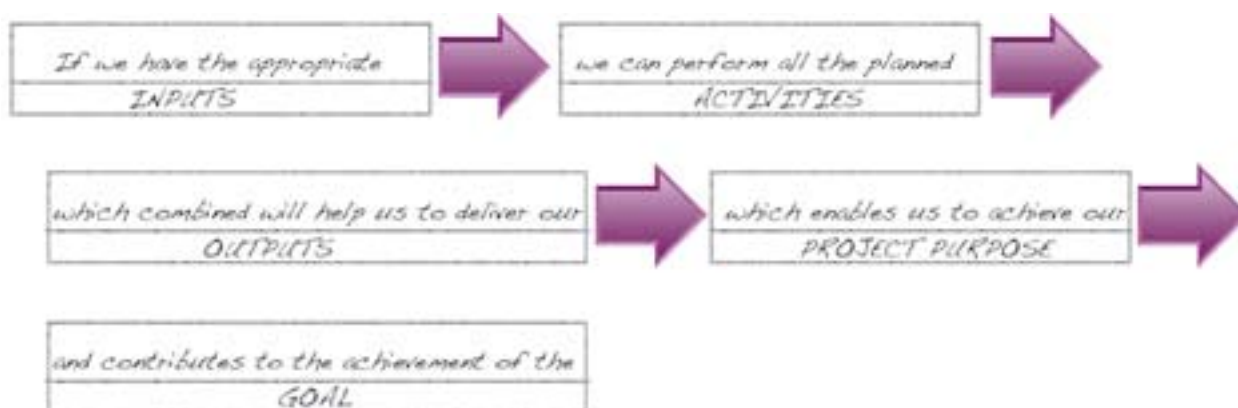 If we have the appropriate
INPUTS
we can perform all the planned
ACTIVITIES
which combined will help us to deliver our
OUTPUTS
which enables us to achieve our
PROJECT PURPOSE
and contributes to the achievement of the
GOAL